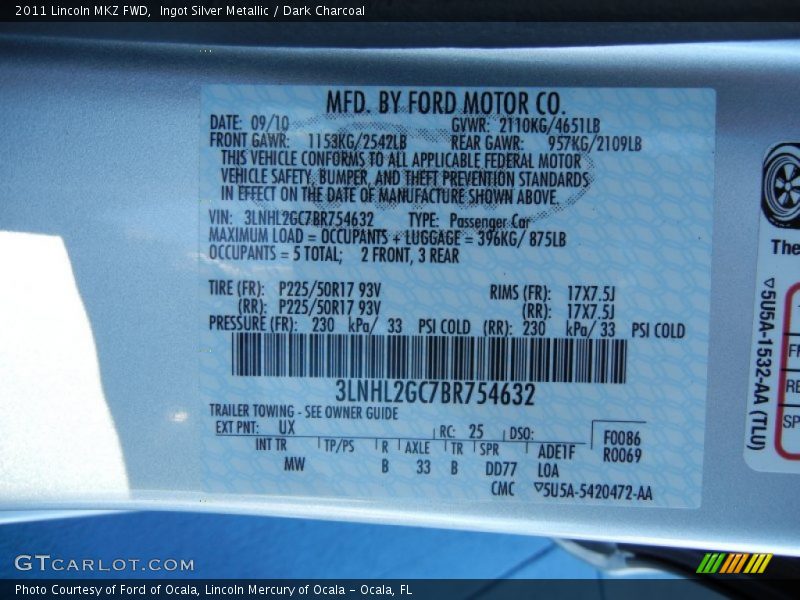 2011 Lincoln MKZ FWD,  Ingot Silver Metallic / Dark Charcoal
MFD. BY FORD MOTOR CO.
DATE: 09/10 GVWR: 2110KG/4651LB
FRONT GAWR: 1153KG/2542LB REAR GAWR: 957KG/2109LB
THIS VEHICLE CONFORMS TO ALL APPLICABLE FEDERAL MOTOR
VEHICLE SAFETY, BUMPER, AND THEFT PREVENTION STANDARDS
IN EFFECT ON THE DATE OF MANUFACTURE SHOWN ABOVE.
VIN: 3LNHL2GC7BR754632 TYPE: Passenger Car
MAXIMUM LOAD = OCCUPANTS + LUGGAGE = 396KG/ 875LB
OCCUPANTS = 5 TOTAL; 2 FRONT, 3 REAR
TIRE (FR): P225/50R17 93V RIMS (FR): 17X7.5J
(RR): P225/50R17 93V (RR): 17X7.5J
PRESSURE (FR): 230 kPa/ 33 PSI COLD (RR): 230 kPa/ 33 PSI COLD
3LNHL2GC7BR754632
TRAILER TOWING - SEE OWNER GUIDE
EXT PNT: UX RC: 25 DSO: F0086
INT TR TP/PS R AXLE TR SPR ADE1F R0069
MW B 33 B DD77 LOA
CMC ▽5U5A-5420472-AA
The
▽5U5A-1532-AA (TLU)
RE
SP
GTCARLOT.COM
Photo Courtesy of Ford of Ocala, Lincoln Mercury of Ocala – Ocala, FL